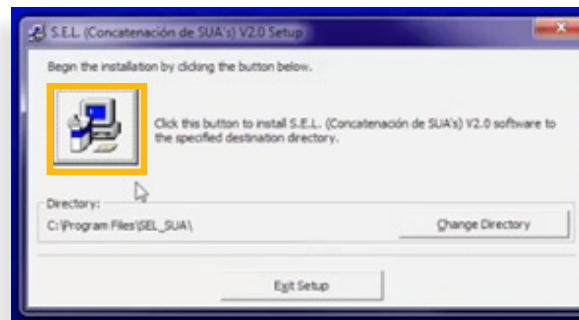 S.E.L. (Concatenación de SUA's) V2.0 Setup
Begin the installation by clicking the button below.
Click this button to install S.E.L. (Concatenación de SUA's) V2.0 software to
the specified destination directory.
Directory:
C:\Program Files\SEL_SUA\
Change Directory
Exit Setup